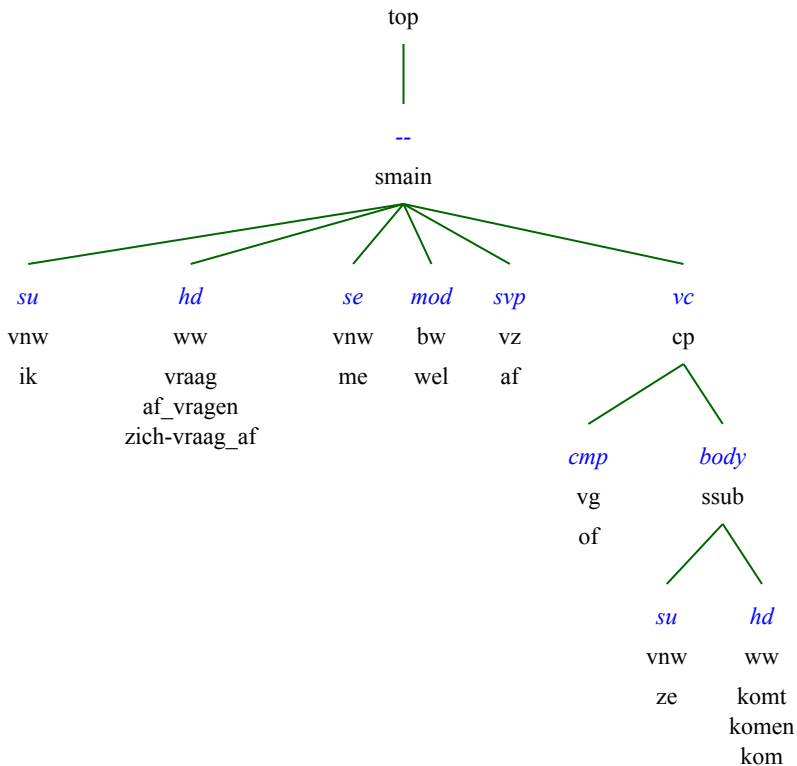 top
--
smain
su hd se mod svp vc
vnw ww vnw bw vz cp
ik vraag me wel af
af_vragen
zich-vraag_af
cmp body
vg ssub
of
su hd
vnw ww
ze komt
komen
kom